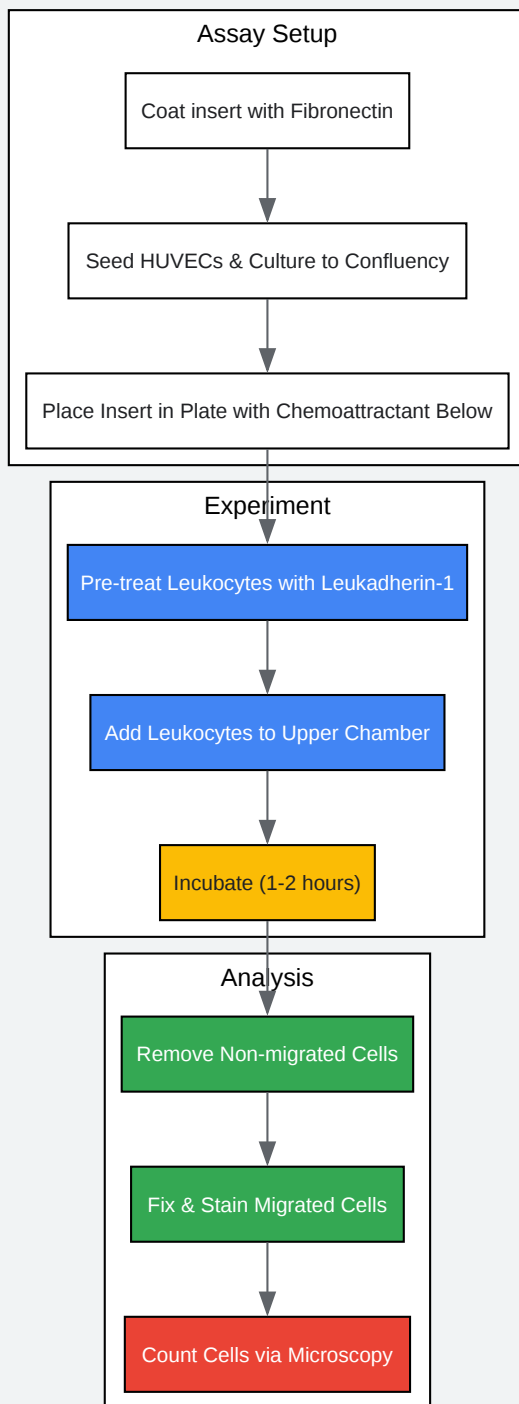 Assay Setup
Coat insert with Fibronectin
Seed HUVECs & Culture to Confluency
Place Insert in Plate with Chemoattractant Below
Experiment
Pre-treat Leukocytes with Leukadherin-1
Add Leukocytes to Upper Chamber
Incubate (1-2 hours)
Analysis
Remove Non-migrated Cells
Fix & Stain Migrated Cells
Count Cells via Microscopy